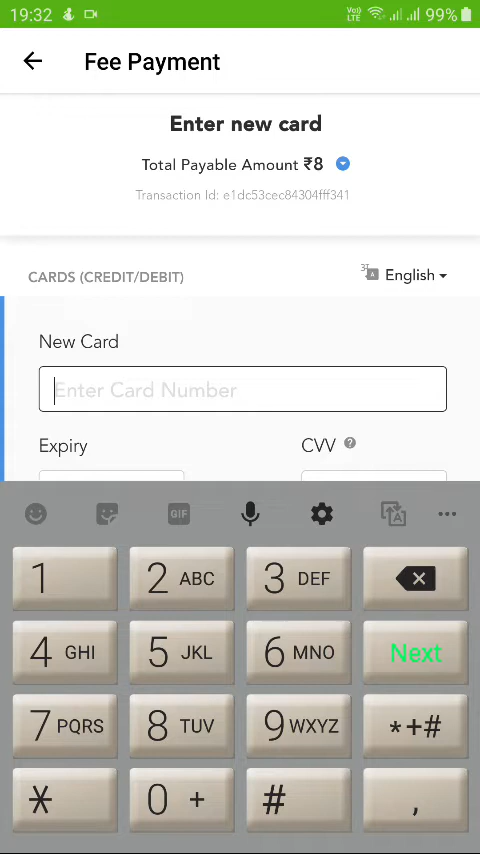 19:32 Vo) LTE 99%
Fee Payment
Enter new card
Total Payable Amount ₹8
Transaction Id: e1dc53cec84304fff341
CARDS (CREDIT/DEBIT) English
New Card
Enter Card Number
Expiry CVV ?
GIF A
1 2 ABC 3 DEF
4 GHI 5 JKL 6 MNO Next
7 PQRS 8 TUV 9 WXYZ *+#
* 0 + # ,